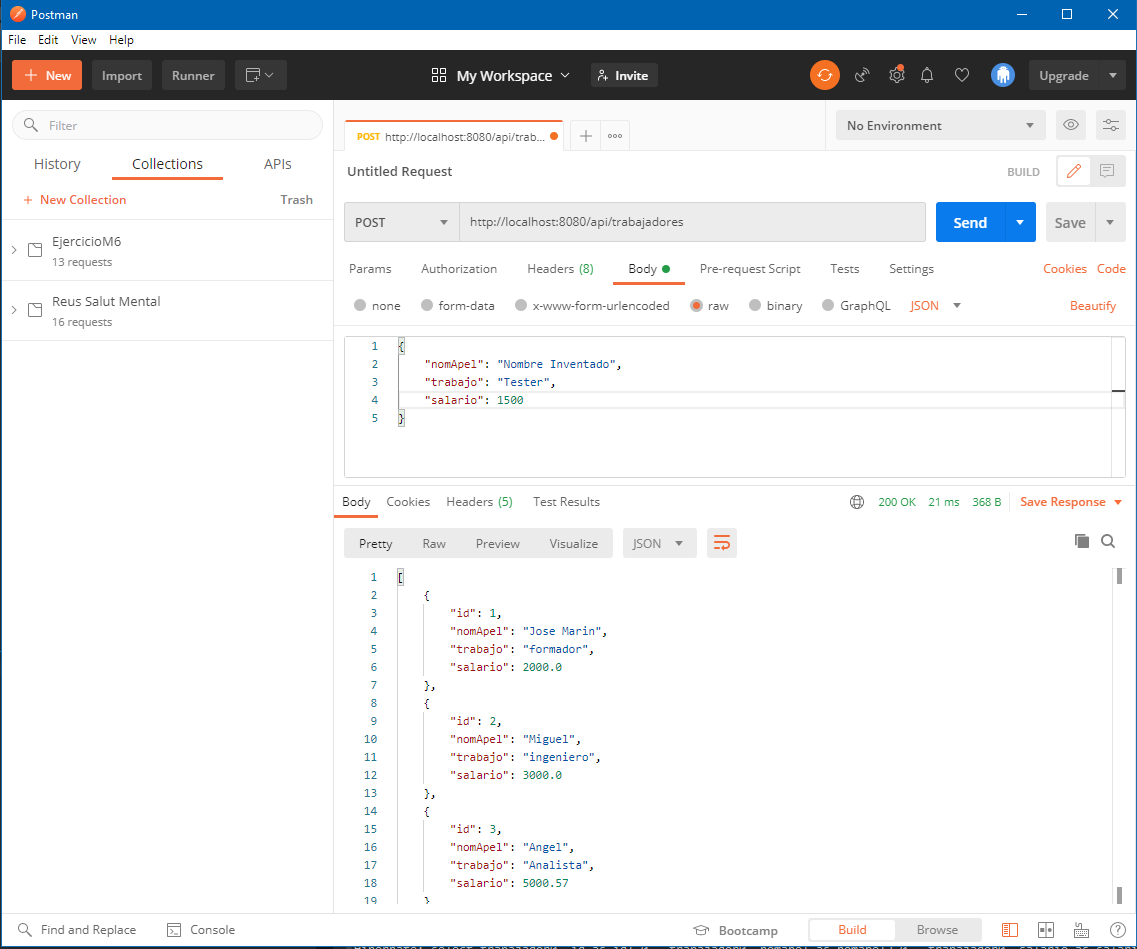 Postman
File Edit View Help
New Import Runner My Workspace Invite Upgrade
Filter
History Collections APIs
New Collection Trash
EjercicioM6
13 requests
Reus Salut Mental
16 requests
POST http://localhost:8080/api/trab... No Environment
Untitled Request BUILD
POST http://localhost:8080/api/trabajadores Send Save
Params Authorization Headers (8) Body Pre-request Script Tests Settings Cookies Code
none form-data x-www-form-urlencoded raw binary GraphQL JSON Beautify
1 {
2 "nomApel": "Nombre Inventado",
3 "trabajo": "Tester",
4 "salario": 1500
5 }
Body Cookies Headers (5) Test Results 200 OK 21 ms 368 B Save Response
Pretty Raw Preview Visualize JSON
1 [
2 {
3 "id": 1,
4 "nomApel": "Jose Marin",
5 "trabajo": "formador",
6 "salario": 2000.0
7 },
8 {
9 "id": 2,
10 "nomApel": "Miguel",
11 "trabajo": "ingeniero",
12 "salario": 3000.0
13 },
14 {
15 "id": 3,
16 "nomApel": "Angel",
17 "trabajo": "Analista",
18 "salario": 5000.57
19 }
Find and Replace Console Bootcamp Build Browse